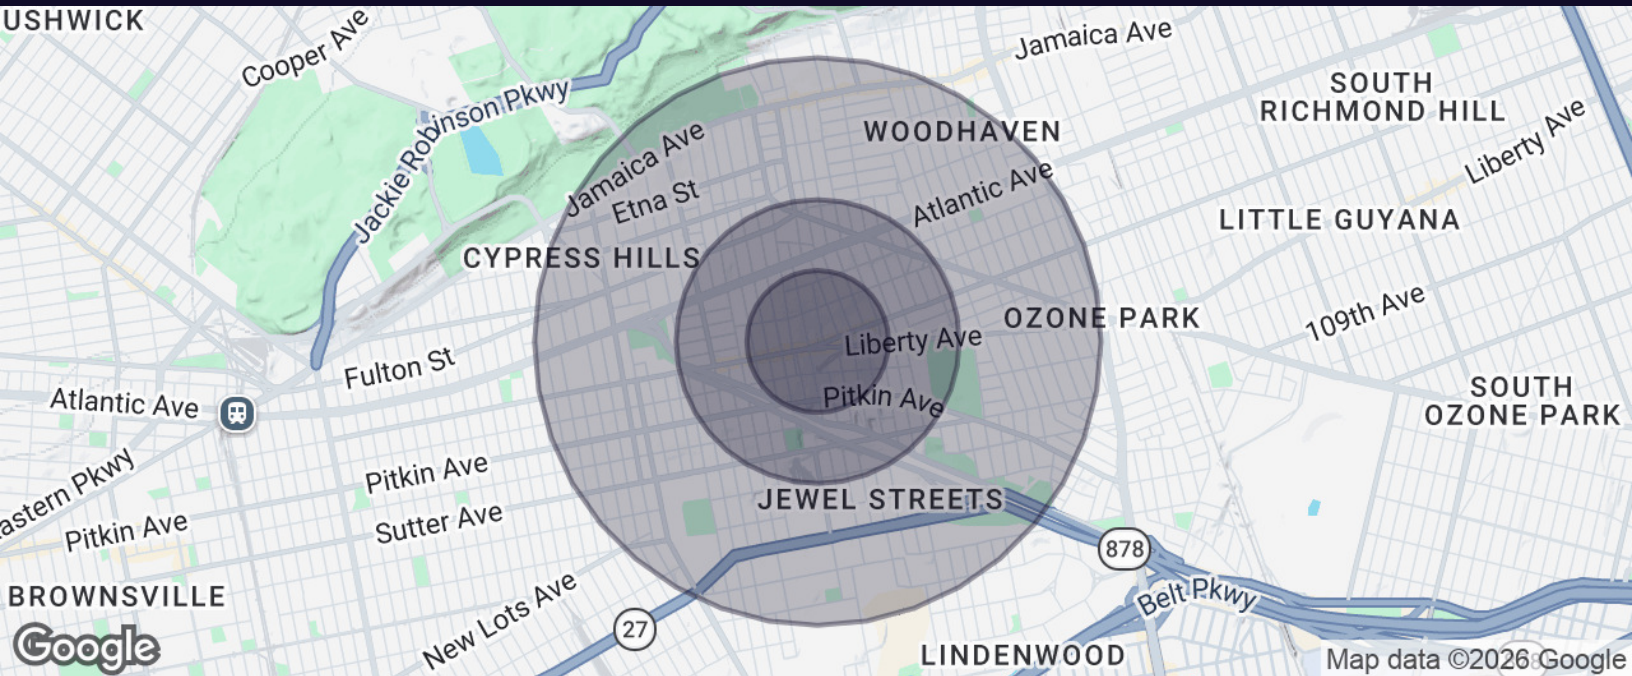 USHWICK
Cooper Ave
Jackie Robinson Pkwy
Jamaica Ave
SOUTH
RICHMOND HILL
WOODHAVEN
Liberty Ave
Jamaica Ave
Etna St
Atlantic Ave
LITTLE GUYANA
CYPRESS HILLS
OZONE PARK
109th Ave
Liberty Ave
Fulton St
Atlantic Ave
Pitkin Ave
SOUTH
OZONE PARK
astern Pkwy
Pitkin Ave
JEWEL STREETS
Pitkin Ave
Sutter Ave
878
BROWNSVILLE
New Lots Ave
Belt Pkwy
27
Google
LINDENWOOD
Map data ©2026 Google